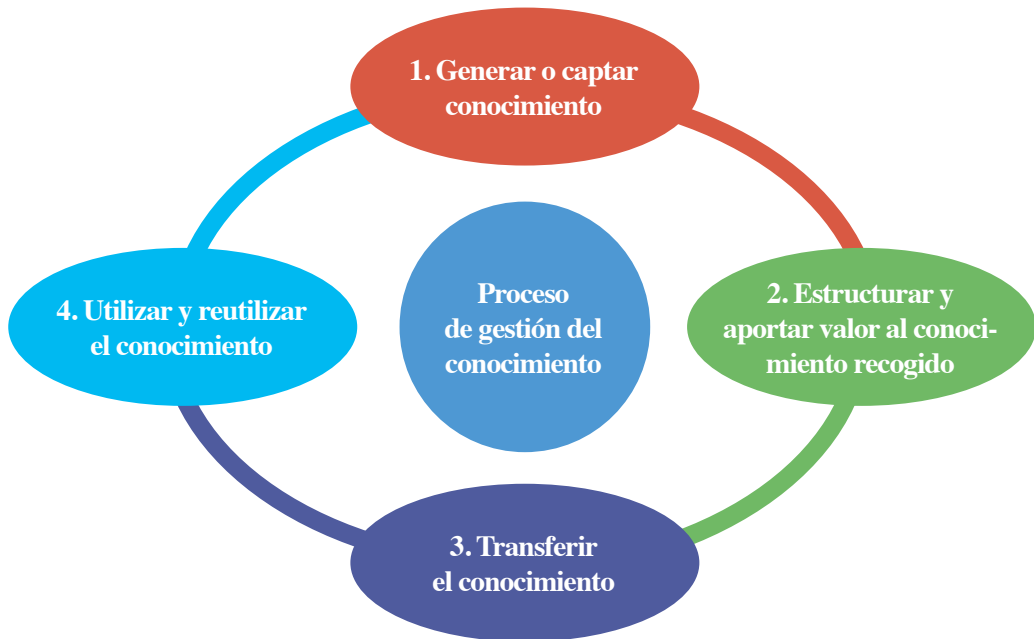 1. Generar o captar
conocimiento
2. Estructurar y
aportar valor al conoci-
miento recogido
3. Transferir
el conocimiento
4. Utilizar y reutilizar
el conocimiento
Proceso
de gestión del
conocimiento